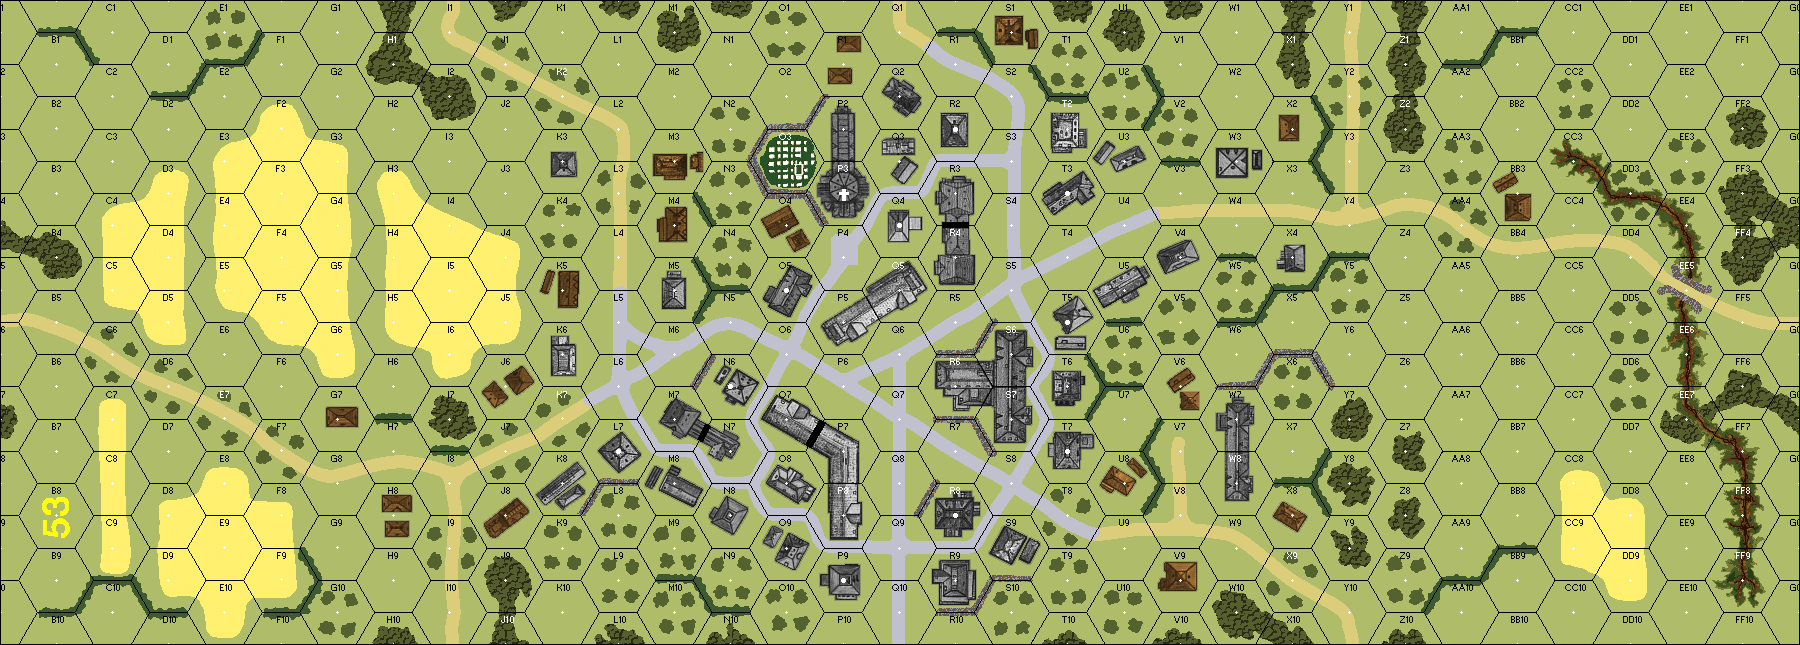 C1 E1 G1 I1 K1 M1 O1 Q1 S1 U1 W1 Y1 AA1 CC1 EE1
B1 D1 F1 H1 J1 L1 N1 P1 R1 T1 V1 X1 Z1 BB1 DD1 FF1
C2 E2 G2 I2 K2 M2 O2 Q2 S2 U2 W2 Y2 AA2 CC2 EE2
B2 D2 F2 H2 J2 L2 N2 P2 R2 T2 V2 X2 Z2 BB2 DD2 FF2
C3 E3 G3 I3 K3 M3 O3 Q3 S3 U3 W3 Y3 AA3 CC3 EE3
B3 D3 F3 H3 J3 L3 N3 P3 R3 T3 V3 X3 Z3 BB3 DD3 FF3
C4 E4 G4 I4 K4 M4 O4 Q4 S4 U4 W4 Y4 AA4 CC4 EE4
B4 D4 F4 H4 J4 L4 N4 P4 R4 T4 V4 X4 Z4 BB4 DD4 FF4
C5 E5 G5 I5 K5 M5 O5 Q5 S5 U5 W5 Y5 AA5 CC5 EE5
B5 D5 F5 H5 J5 L5 N5 P5 R5 T5 V5 X5 Z5 BB5 DD5 FF5
C6 E6 G6 I6 K6 M6 O6 Q6 S6 U6 W6 Y6 AA6 CC6 EE6
B6 D6 F6 H6 J6 L6 N6 P6 R6 T6 V6 X6 Z6 BB6 DD6 FF6
C7 E7 G7 I7 K7 M7 O7 Q7 S7 U7 W7 Y7 AA7 CC7 EE7
B7 D7 F7 H7 J7 L7 N7 P7 R7 T7 V7 X7 Z7 BB7 DD7 FF7
C8 E8 G8 I8 K8 M8 O8 Q8 S8 U8 W8 Y8 AA8 CC8 EE8
B8 D8 F8 H8 J8 L8 N8 P8 R8 T8 V8 X8 Z8 BB8 DD8 FF8
53
C9 E9 G9 I9 K9 M9 O9 Q9 S9 U9 W9 Y9 AA9 CC9 EE9
B9 D9 F9 H9 J9 L9 N9 P9 R9 T9 V9 X9 Z9 BB9 DD9 FF9
C10 E10 G10 I10 K10 M10 O10 Q10 S10 U10 W10 Y10 AA10 CC10 EE10
B10 D10 F10 H10 J10 L10 N10 P10 R10 T10 V10 X10 Z10 BB10 DD10 FF10